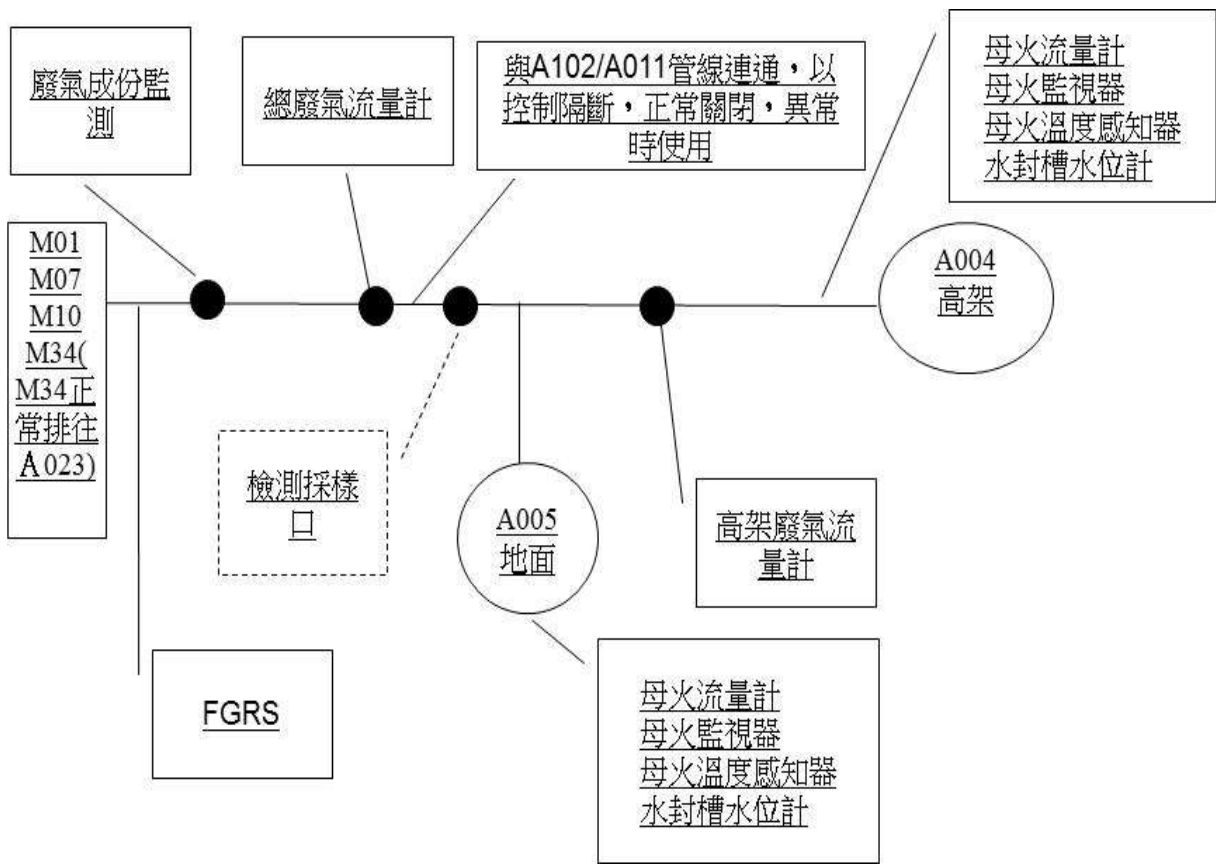 廢氣成份監
測
總廢氣流量計
與A102/A011管線連通，以
控制隔斷，正常關閉，異常
時使用
母火流量計
母火監視器
母火溫度感知器
水封槽水位計
M01
M07
M10
M34(
M34正
常排往
A023)
A004
高架
檢測採樣
口
A005
地面
高架廢氣流
量計
FGRS
母火流量計
母火監視器
母火溫度感知器
水封槽水位計